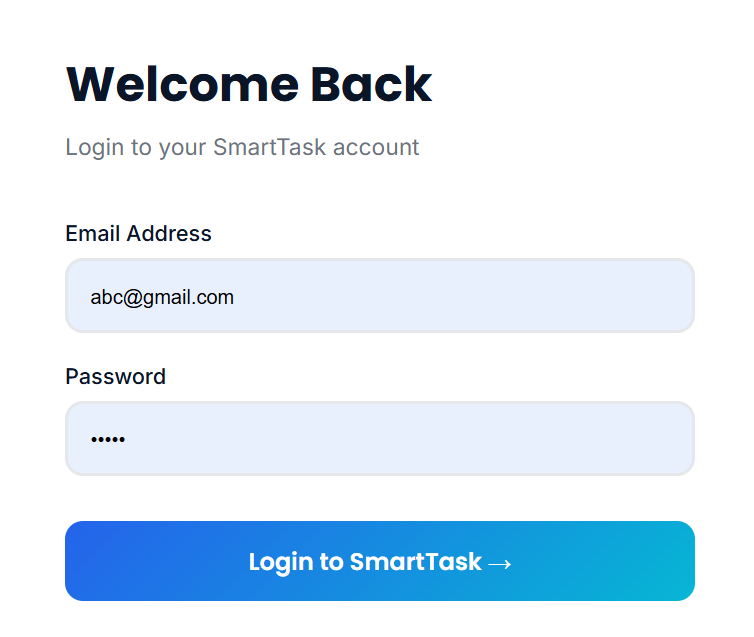 Welcome Back
Login to your SmartTask account
Email Address
abc@gmail.com
Password
•••••
Login to SmartTask →